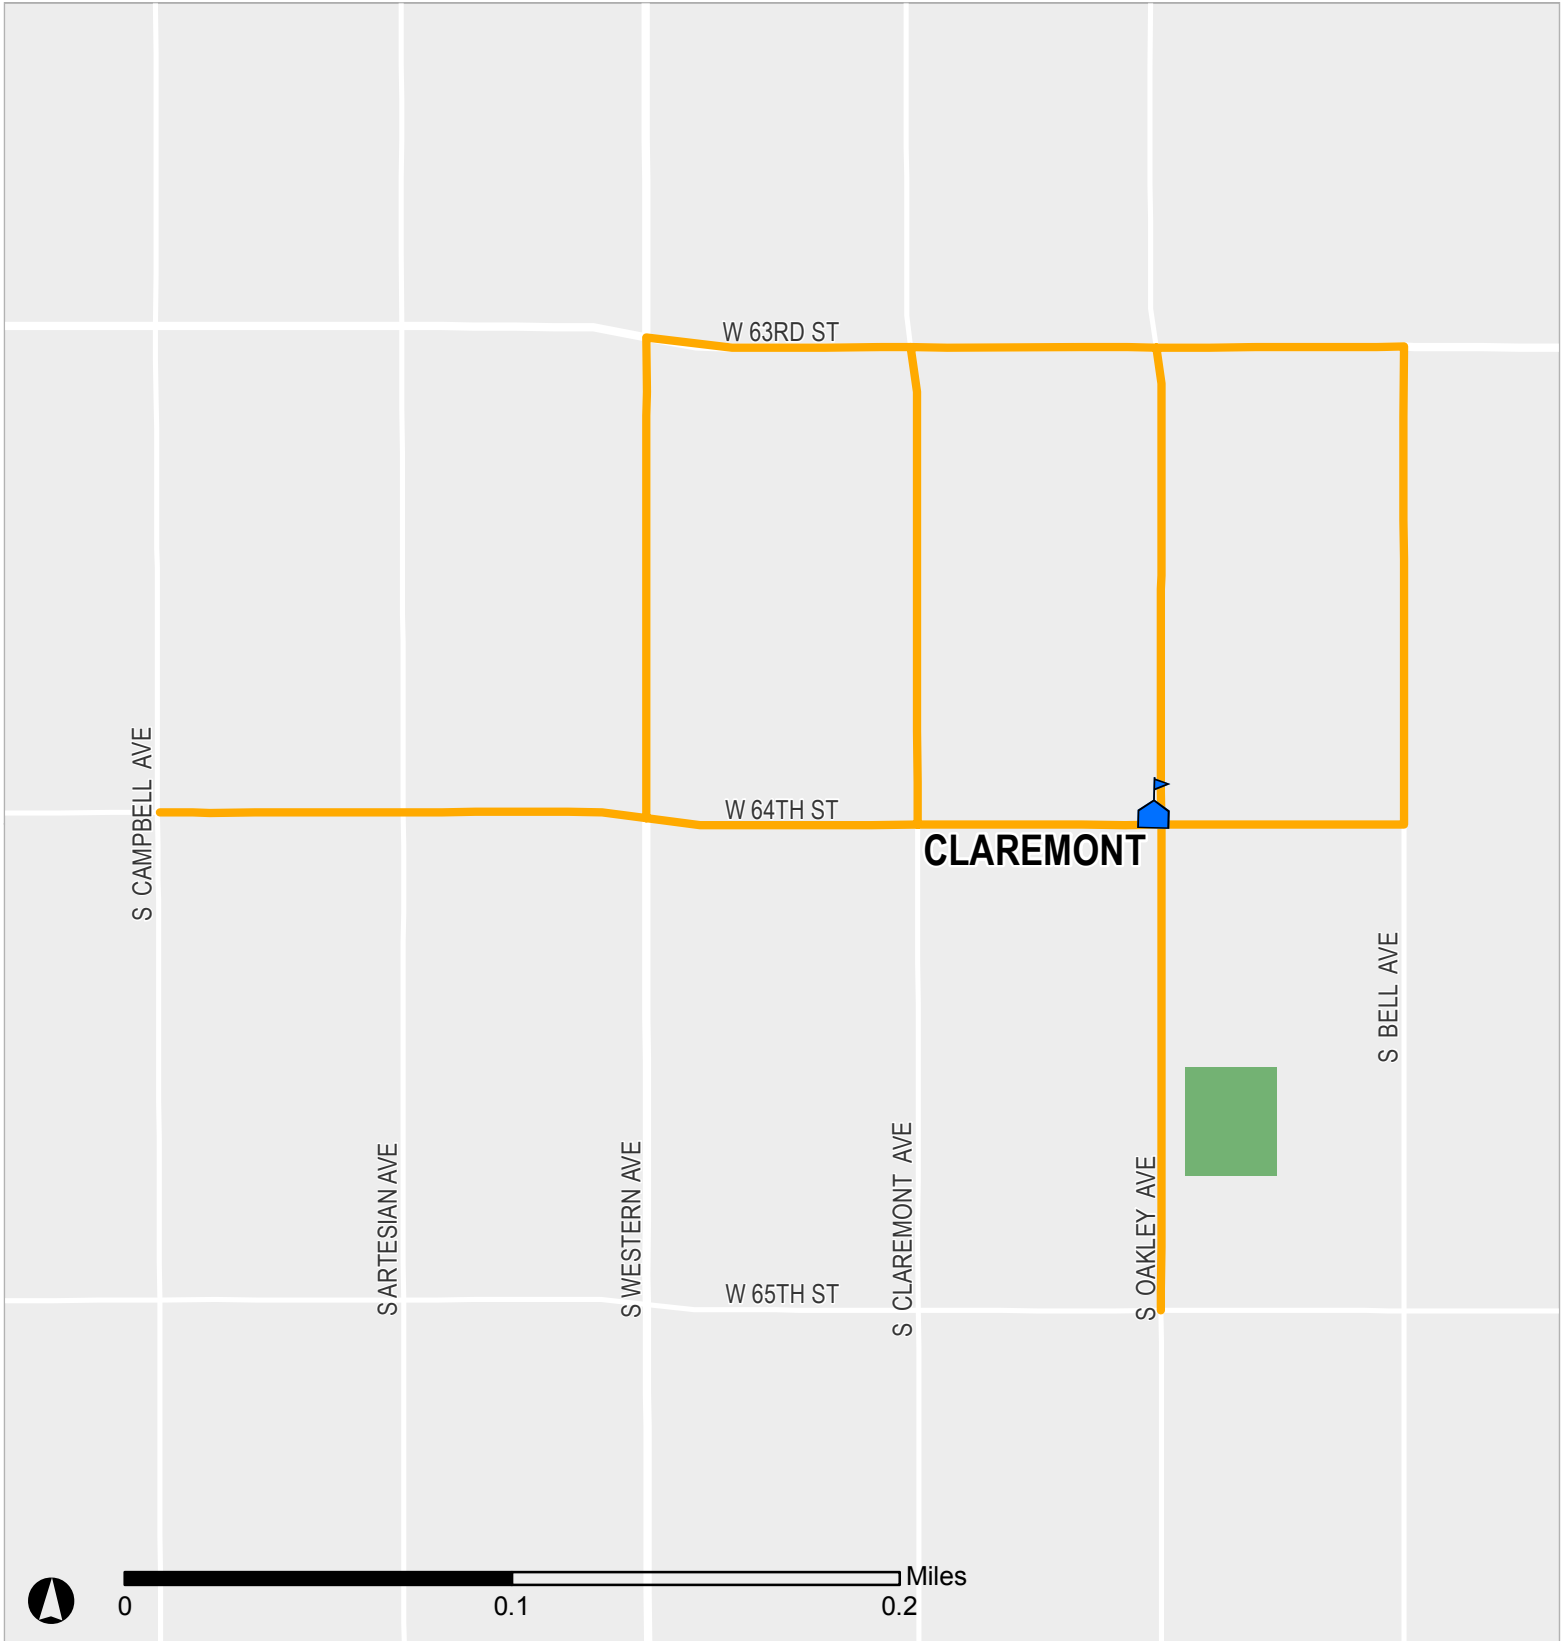 W 63RD ST
S CAMPBELL AVE
W 64TH ST
CLAREMONT
S BELL AVE
S ARTESIAN AVE
S WESTERN AVE
S CLAREMONT AVE
S OAKLEY AVE
W 65TH ST
Miles
0 0.1 0.2